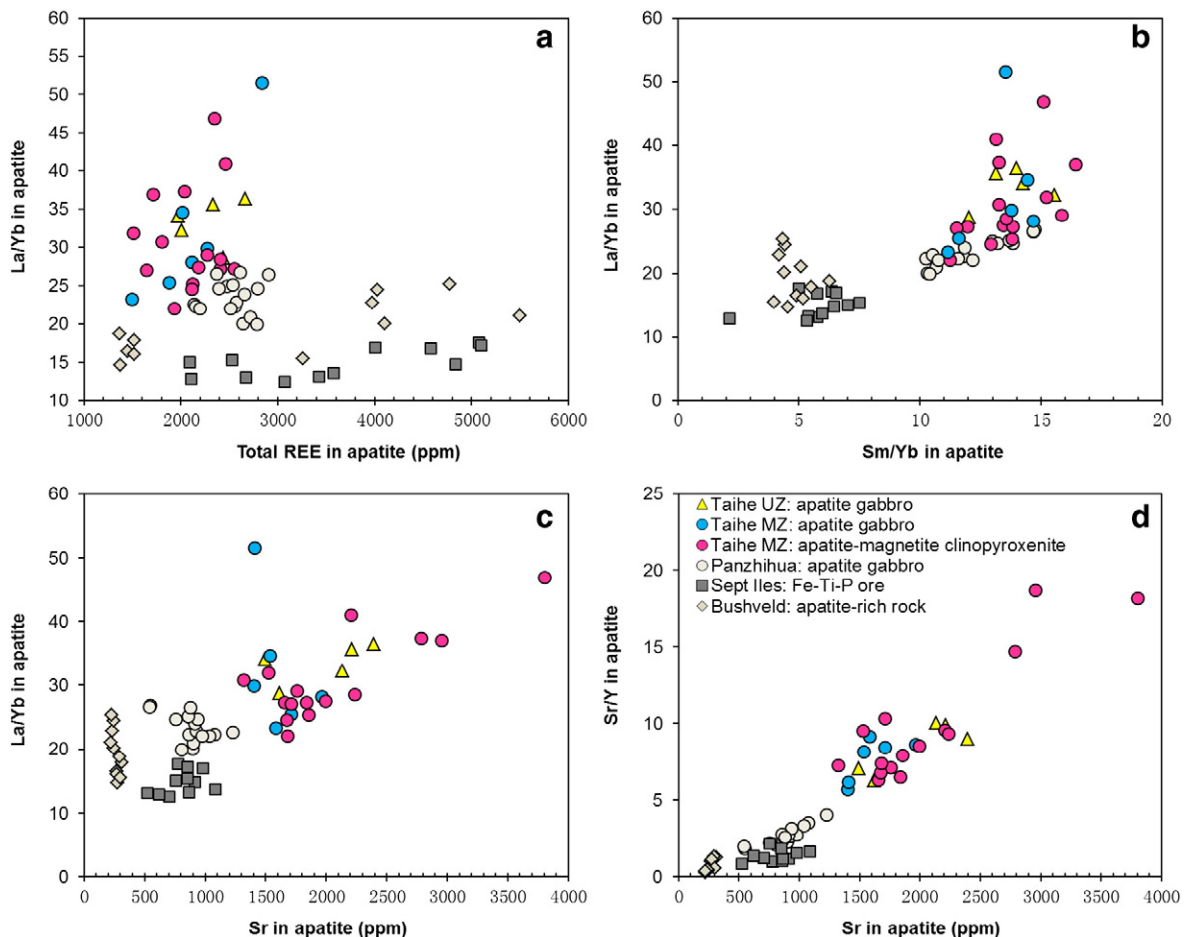 a
60
55
50
45
40
35
30
25
20
15
10
La/Yb in apatite
1000 2000 3000 4000 5000 6000
Total REE in apatite (ppm)
b
60
50
40
30
20
10
0
La/Yb in apatite
0 5 10 15 20
Sm/Yb in apatite
c
60
50
40
30
20
10
0
La/Yb in apatite
0 500 1000 1500 2000 2500 3000 3500 4000
Sr in apatite (ppm)
d
25
20
15
10
5
0
Sr/Y in apatite
Taihe UZ: apatite gabbro
Taihe MZ: apatite gabbro
Taihe MZ: apatite-magnetite clinopyroxenite
Panzhihua: apatite gabbro
Sept Iles: Fe-Ti-P ore
Bushveld: apatite-rich rock
0 500 1000 1500 2000 2500 3000 3500 4000
Sr in apatite (ppm)